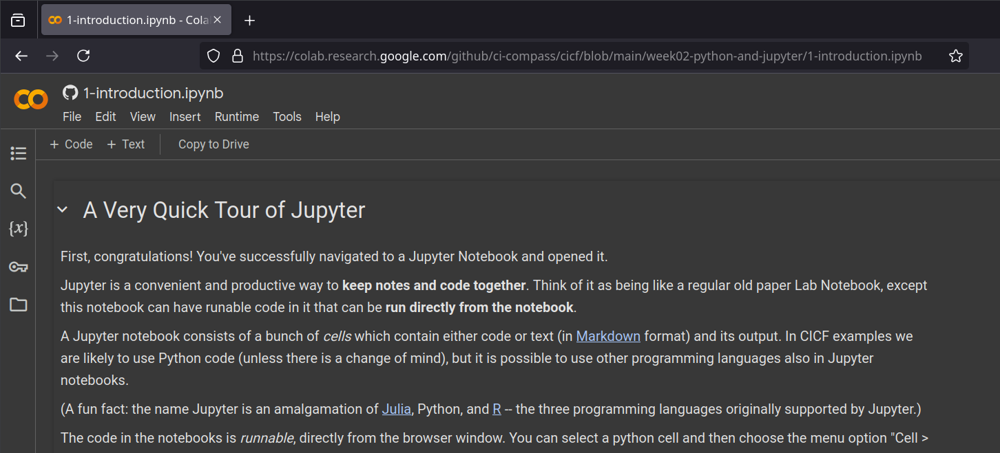 1-introduction.ipynb - Cola
https://colab.research.google.com/github/ci-compass/cicf/blob/main/week02-python-and-jupyter/1-introduction.ipynb
1-introduction.ipynb
File Edit View Insert Runtime Tools Help
+ Code + Text Copy to Drive
A Very Quick Tour of Jupyter
{x}
First, congratulations! You've successfully navigated to a Jupyter Notebook and opened it.
Jupyter is a convenient and productive way to keep notes and code together. Think of it as being like a regular old paper Lab Notebook, except
this notebook can have runable code in it that can be run directly from the notebook.
A Jupyter notebook consists of a bunch of cells which contain either code or text (in Markdown format) and its output. In CICF examples we
are likely to use Python code (unless there is a change of mind), but it is possible to use other programming languages also in Jupyter
notebooks.
(A fun fact: the name Jupyter is an amalgamation of Julia, Python, and R -- the three programming languages originally supported by Jupyter.)
The code in the notebooks is runnable, directly from the browser window. You can select a python cell and then choose the menu option "Cell >